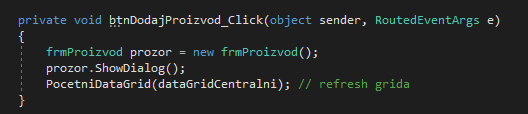 private void btnDodajProizvod_Click(object sender, RoutedEventArgs e)
{
frmProizvod prozor = new frmProizvod();
prozor.ShowDialog();
PocetniDataGrid(dataGridCentralni); // refresh grida
}